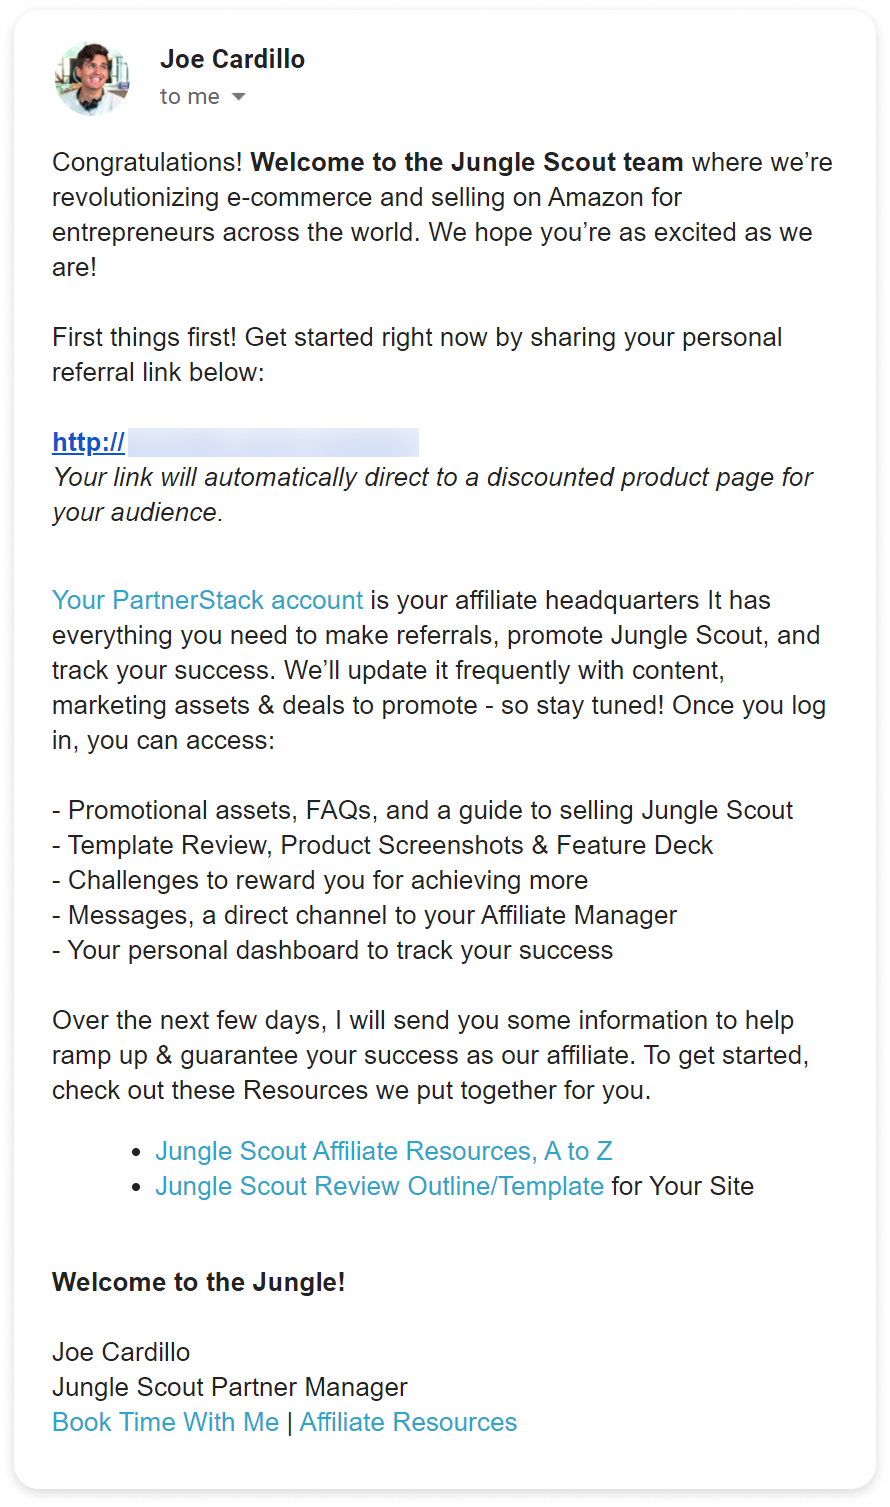 Joe Cardillo
to me
Congratulations! Welcome to the Jungle Scout team where we’re
revolutionizing e-commerce and selling on Amazon for
entrepreneurs across the world. We hope you’re as excited as we
are!
First things first! Get started right now by sharing your personal
referral link below:
http://
Your link will automatically direct to a discounted product page for
your audience.
Your PartnerStack account is your affiliate headquarters It has
everything you need to make referrals, promote Jungle Scout, and
track your success. We’ll update it frequently with content,
marketing assets & deals to promote - so stay tuned! Once you log
in, you can access:
- Promotional assets, FAQs, and a guide to selling Jungle Scout
- Template Review, Product Screenshots & Feature Deck
- Challenges to reward you for achieving more
- Messages, a direct channel to your Affiliate Manager
- Your personal dashboard to track your success
Over the next few days, I will send you some information to help
ramp up & guarantee your success as our affiliate. To get started,
check out these Resources we put together for you.
• Jungle Scout Affiliate Resources, A to Z
• Jungle Scout Review Outline/Template for Your Site
Welcome to the Jungle!
Joe Cardillo
Jungle Scout Partner Manager
Book Time With Me | Affiliate Resources